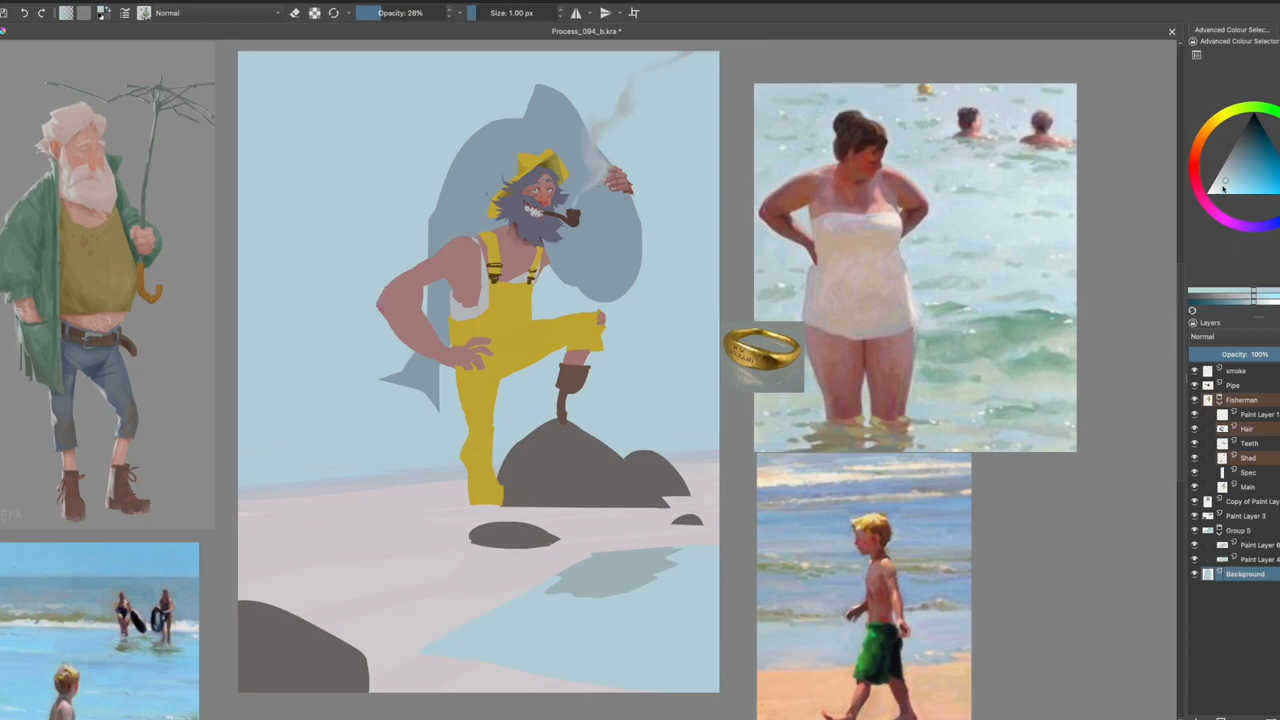 Normal
Opacity: 28%
Size: 1.00 px
Process_094_b.kra *
Advanced Colour Selec...
Advanced Colour Selector
Layers
Normal
Opacity: 100%
smoke
Pipe
Fisherman
Paint Layer 1
Hair
Teeth
Shad
Spec
Main
Copy of Paint Lay
Paint Layer 3
Group 5
Paint Layer 6
Paint Layer 4
Background